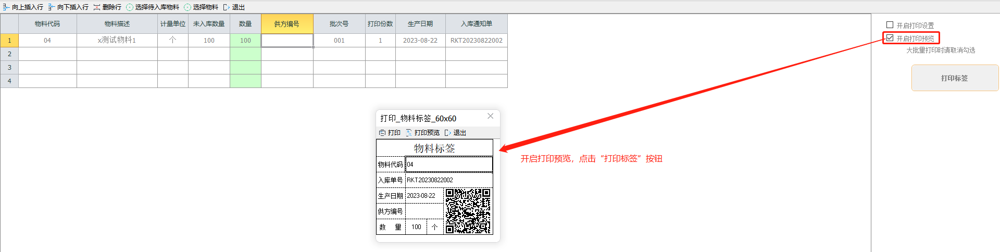 向上插入行 向下插入行 删除行 选择待入库物料 选择物料 退出
物料代码 物料描述 计量单位 未入库数量 数量 供方编号 批次号 打印份数 生产日期 入库通知单
1 04 x测试物料1 个 100 100 001 1 2023-08-22 RKT20230822002
2
3
4
开启打印设置
开启打印预览
大批量打印时请取消勾选
打印标签
打印_物料标签_60x60
打印 打印预览 退出
物料标签
物料代码 04
入库单号 RKT20230822002
生产日期 2023-08-22
供方编号
数 量 100 个
开启打印预览，点击“打印标签”按钮